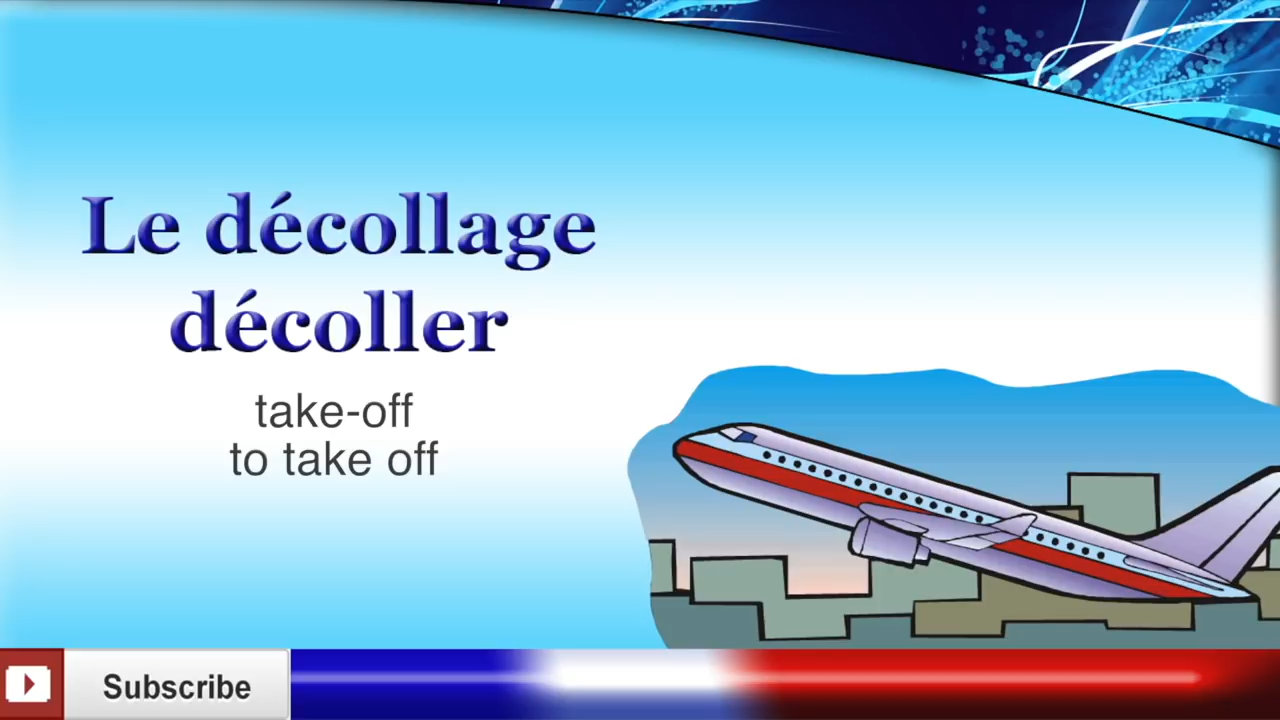 Le décollage
décoller
take-off
to take off
Subscribe